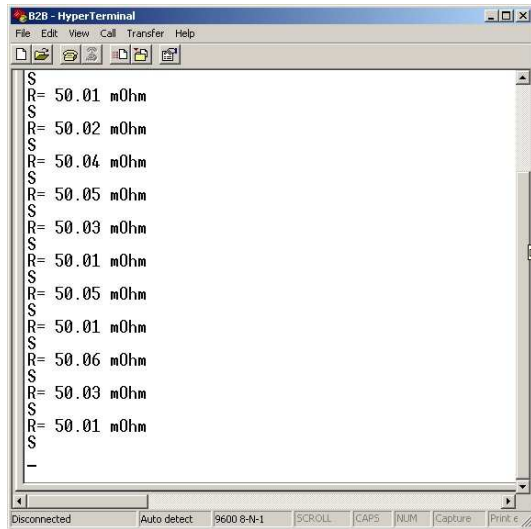 B2B - HyperTerminal
File Edit View Call Transfer Help
S
R= 50.01 mOhm
S
R= 50.02 mOhm
S
R= 50.04 mOhm
S
R= 50.05 mOhm
S
R= 50.03 mOhm
S
R= 50.01 mOhm
S
R= 50.05 mOhm
S
R= 50.01 mOhm
S
R= 50.06 mOhm
S
R= 50.03 mOhm
S
R= 50.01 mOhm
S
_
Disconnected Auto detect 9600 8-N-1 SCROLL CAPS NUM Capture Print e